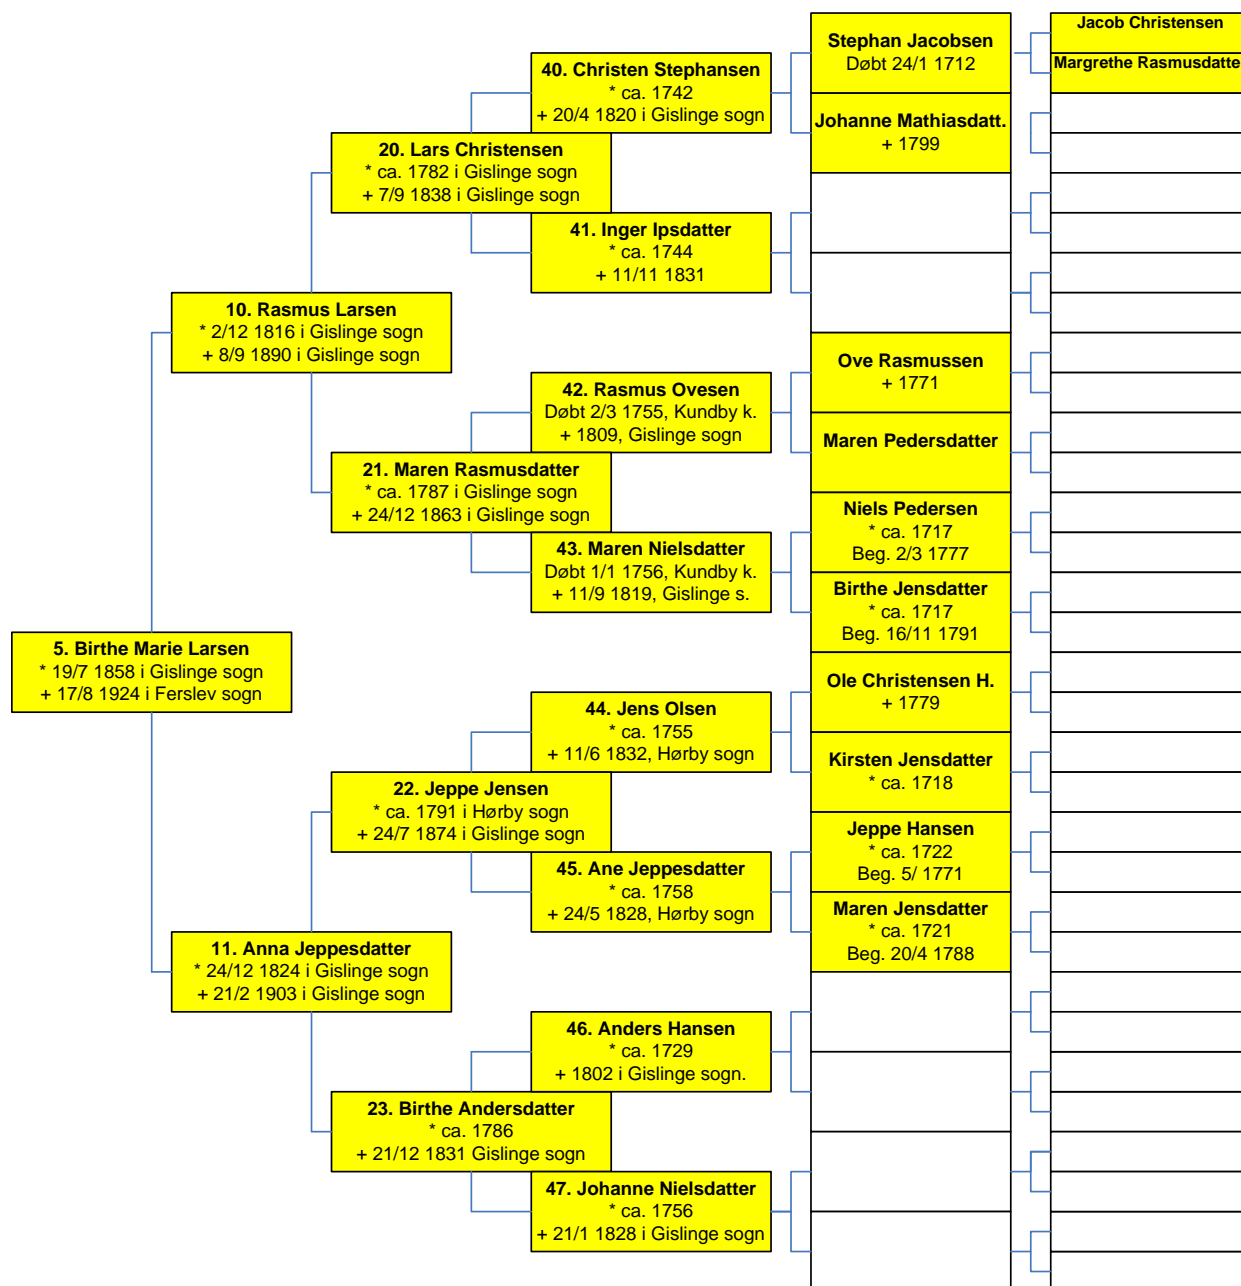 Jacob Christensen
Margrethe Rasmusdatte
Stephan Jacobsen
Døbt 24/1 1712
Johanne Mathiasdatt.
+ 1799
40. Christen Stephansen
* ca. 1742
+ 20/4 1820 i Gislinge sogn
20. Lars Christensen
* ca. 1782 i Gislinge sogn
+ 7/9 1838 i Gislinge sogn
41. Inger Ipsdatter
* ca. 1744
+ 11/11 1831
10. Rasmus Larsen
* 2/12 1816 i Gislinge sogn
+ 8/9 1890 i Gislinge sogn
Ove Rasmussen
+ 1771
42. Rasmus Ovesen
Døbt 2/3 1755, Kundby k.
+ 1809, Gislinge sogn
Maren Pedersdatter
21. Maren Rasmusdatter
* ca. 1787 i Gislinge sogn
+ 24/12 1863 i Gislinge sogn
Niels Pedersen
* ca. 1717
Beg. 2/3 1777
43. Maren Nielsdatter
Døbt 1/1 1756, Kundby k.
+ 11/9 1819, Gislinge s.
Birthe Jensdatter
* ca. 1717
Beg. 16/11 1791
5. Birthe Marie Larsen
* 19/7 1858 i Gislinge sogn
+ 17/8 1924 i Ferslev sogn
Ole Christensen H.
+ 1779
44. Jens Olsen
* ca. 1755
+ 11/6 1832, Hørby sogn
Kirsten Jensdatter
* ca. 1718
22. Jeppe Jensen
* ca. 1791 i Hørby sogn
+ 24/7 1874 i Gislinge sogn
Jeppe Hansen
* ca. 1722
Beg. 5/ 1771
45. Ane Jeppesdatter
* ca. 1758
+ 24/5 1828, Hørby sogn
Maren Jensdatter
* ca. 1721
Beg. 20/4 1788
11. Anna Jeppesdatter
* 24/12 1824 i Gislinge sogn
+ 21/2 1903 i Gislinge sogn
46. Anders Hansen
* ca. 1729
+ 1802 i Gislinge sogn.
23. Birthe Andersdatter
* ca. 1786
+ 21/12 1831 Gislinge sogn
47. Johanne Nielsdatter
* ca. 1756
+ 21/1 1828 i Gislinge sogn